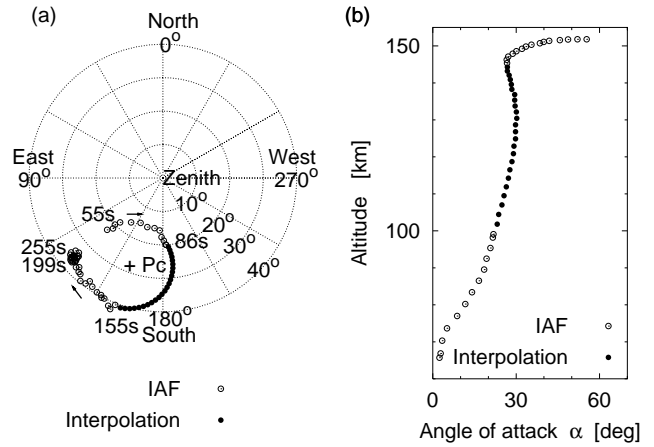 (a)
North
0°
East
90°
West
270°
Zenith
10°
20°
30°
40°
55s
86s
255s
199s
+ Pc
155s
180°
South
IAF
Interpolation
(b)
150
100
Altitude [km]
IAF
Interpolation
0 30 60
Angle of attack α [deg]